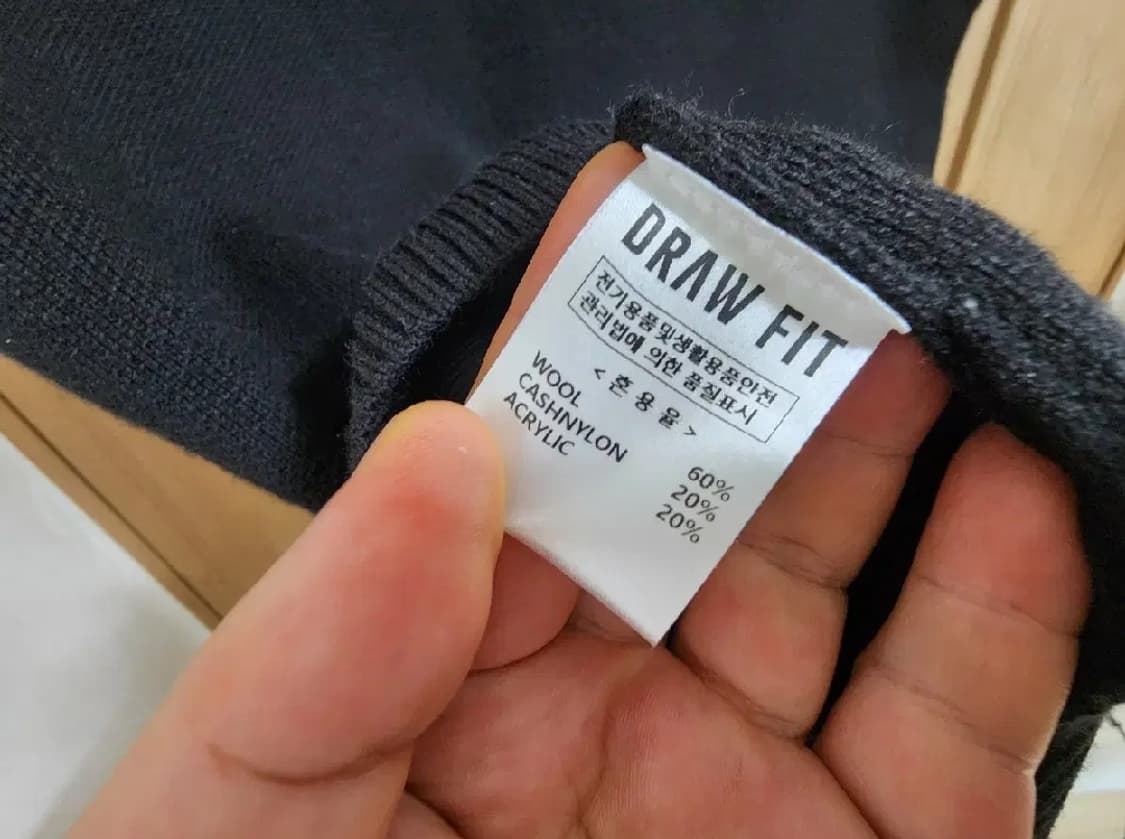 DRAW FIT
전기용품및생활용품안전
관리법에 의한 품질표시
< 혼 용 율 >
WOOL 60%
CASHNYLON 20%
ACRYLIC 20%